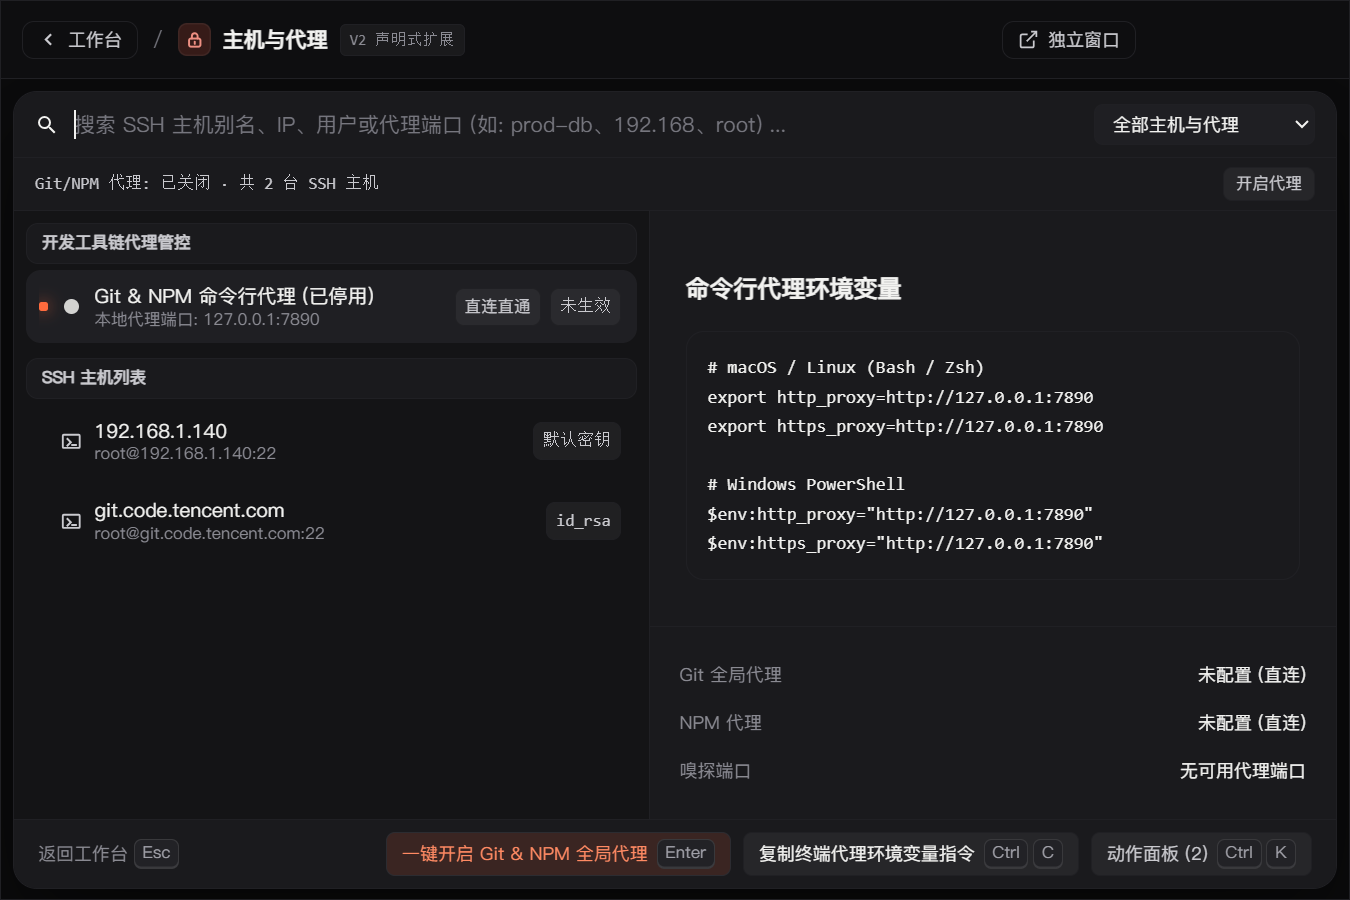 工作台 / 主机与代理 V2 声明式扩展 独立窗口
搜索 SSH 主机别名、IP、用户或代理端口 (如: prod-db、192.168、root) ... 全部主机与代理
Git/NPM 代理: 已关闭 · 共 2 台 SSH 主机 开启代理
开发工具链代理管控
Git & NPM 命令行代理 (已停用)
本地代理端口: 127.0.0.1:7890
直连直通 未生效
SSH 主机列表
192.168.1.140
root@192.168.1.140:22
默认密钥
git.code.tencent.com
root@git.code.tencent.com:22
id_rsa
命令行代理环境变量
# macOS / Linux (Bash / Zsh)
export http_proxy=http://127.0.0.1:7890
export https_proxy=http://127.0.0.1:7890
# Windows PowerShell
$env:http_proxy="http://127.0.0.1:7890"
$env:https_proxy="http://127.0.0.1:7890"
Git 全局代理 未配置 (直连)
NPM 代理 未配置 (直连)
嗅探端口 无可用代理端口
返回工作台 Esc 一键开启 Git & NPM 全局代理 Enter 复制终端代理环境变量指令 Ctrl C 动作面板 (2) Ctrl K